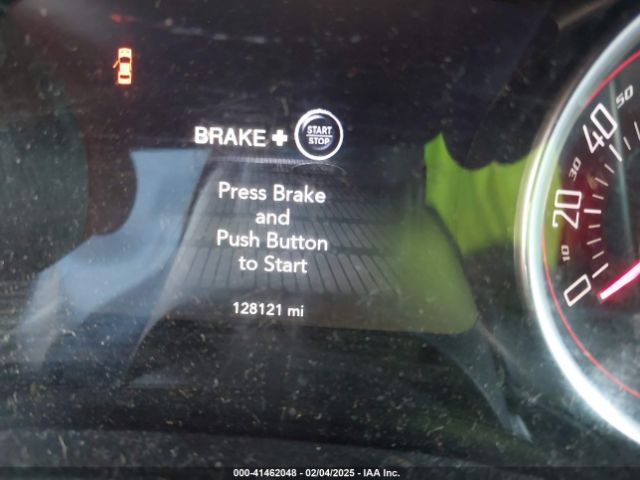 BRAKE + START STOP
Press Brake
and
Push Button
to Start
128121 mi
50
40
30
20
10
0
000-41462048 - 02/04/2025 - IAA Inc.